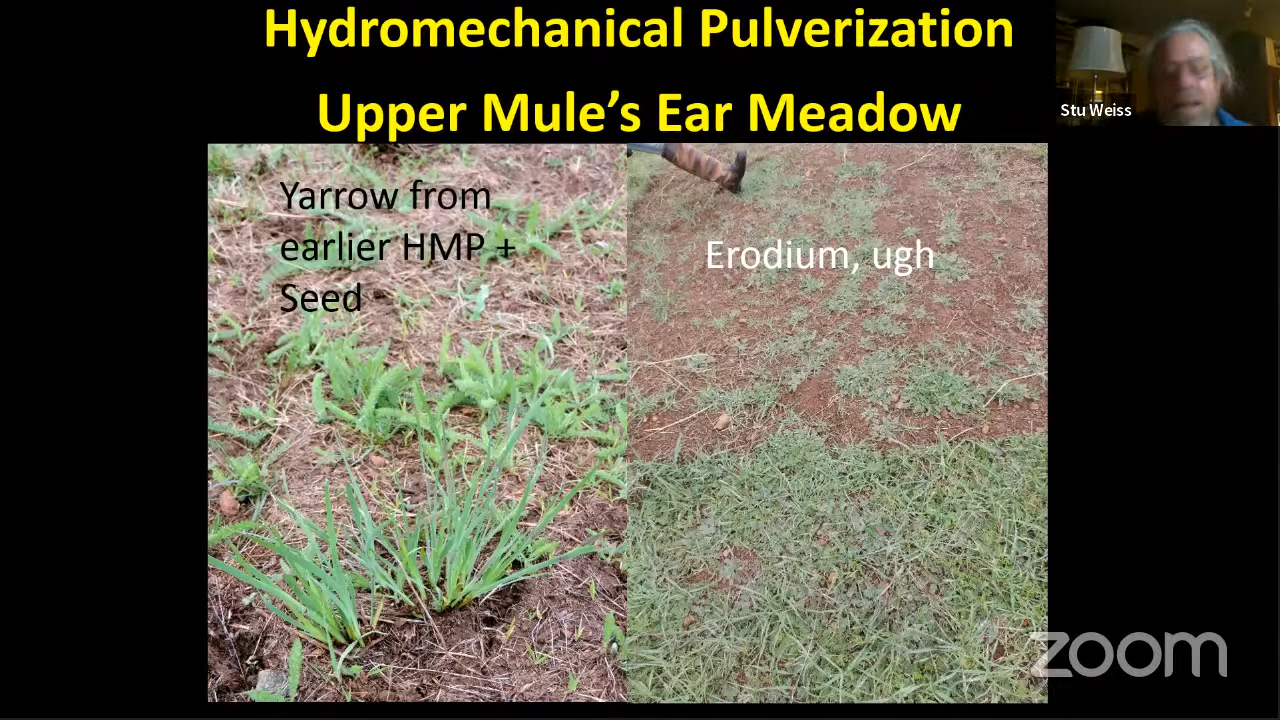 Hydromechanical Pulverization
Upper Mule’s Ear Meadow
Stu Weiss
Yarrow from
earlier HMP +
Seed
Erodium, ugh
zoom